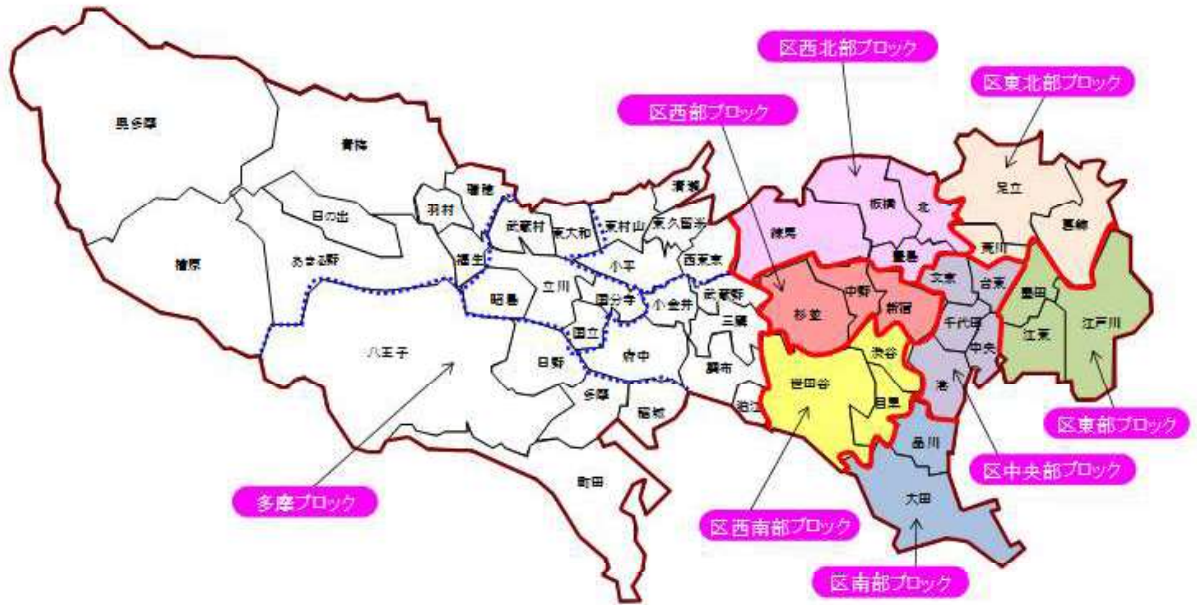 区西北部ブロック
区東北部ブロック
区西部ブロック
奥多摩
青梅
瑞穂
清瀬
足立
羽村
日の出
武蔵村
東大和
東村山
東久留米
板橋
北
葛飾
練馬
檜原
あきる野
福生
小平
西東京
豊島
荒川
文京
台東
昭島
立川
国分寺
小金井
武蔵野
中野
新宿
墨田
杉並
三鷹
千代田
江戸川
国立
江東
八王子
日野
府中
調布
渋谷
中央
世田谷
港
多摩
稲城
狛江
目黒
区東部ブロック
品川
区中央部ブロック
町田
大田
多摩ブロック
区西南部ブロック
区南部ブロック